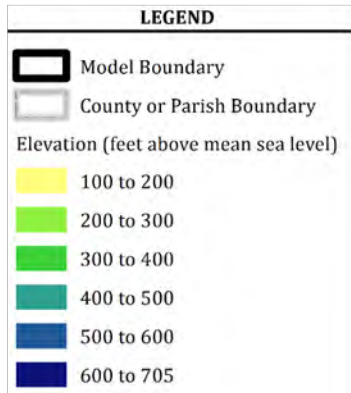 LEGEND
Model Boundary
County or Parish Boundary
Elevation (feet above mean sea level)
100 to 200
200 to 300
300 to 400
400 to 500
500 to 600
600 to 705